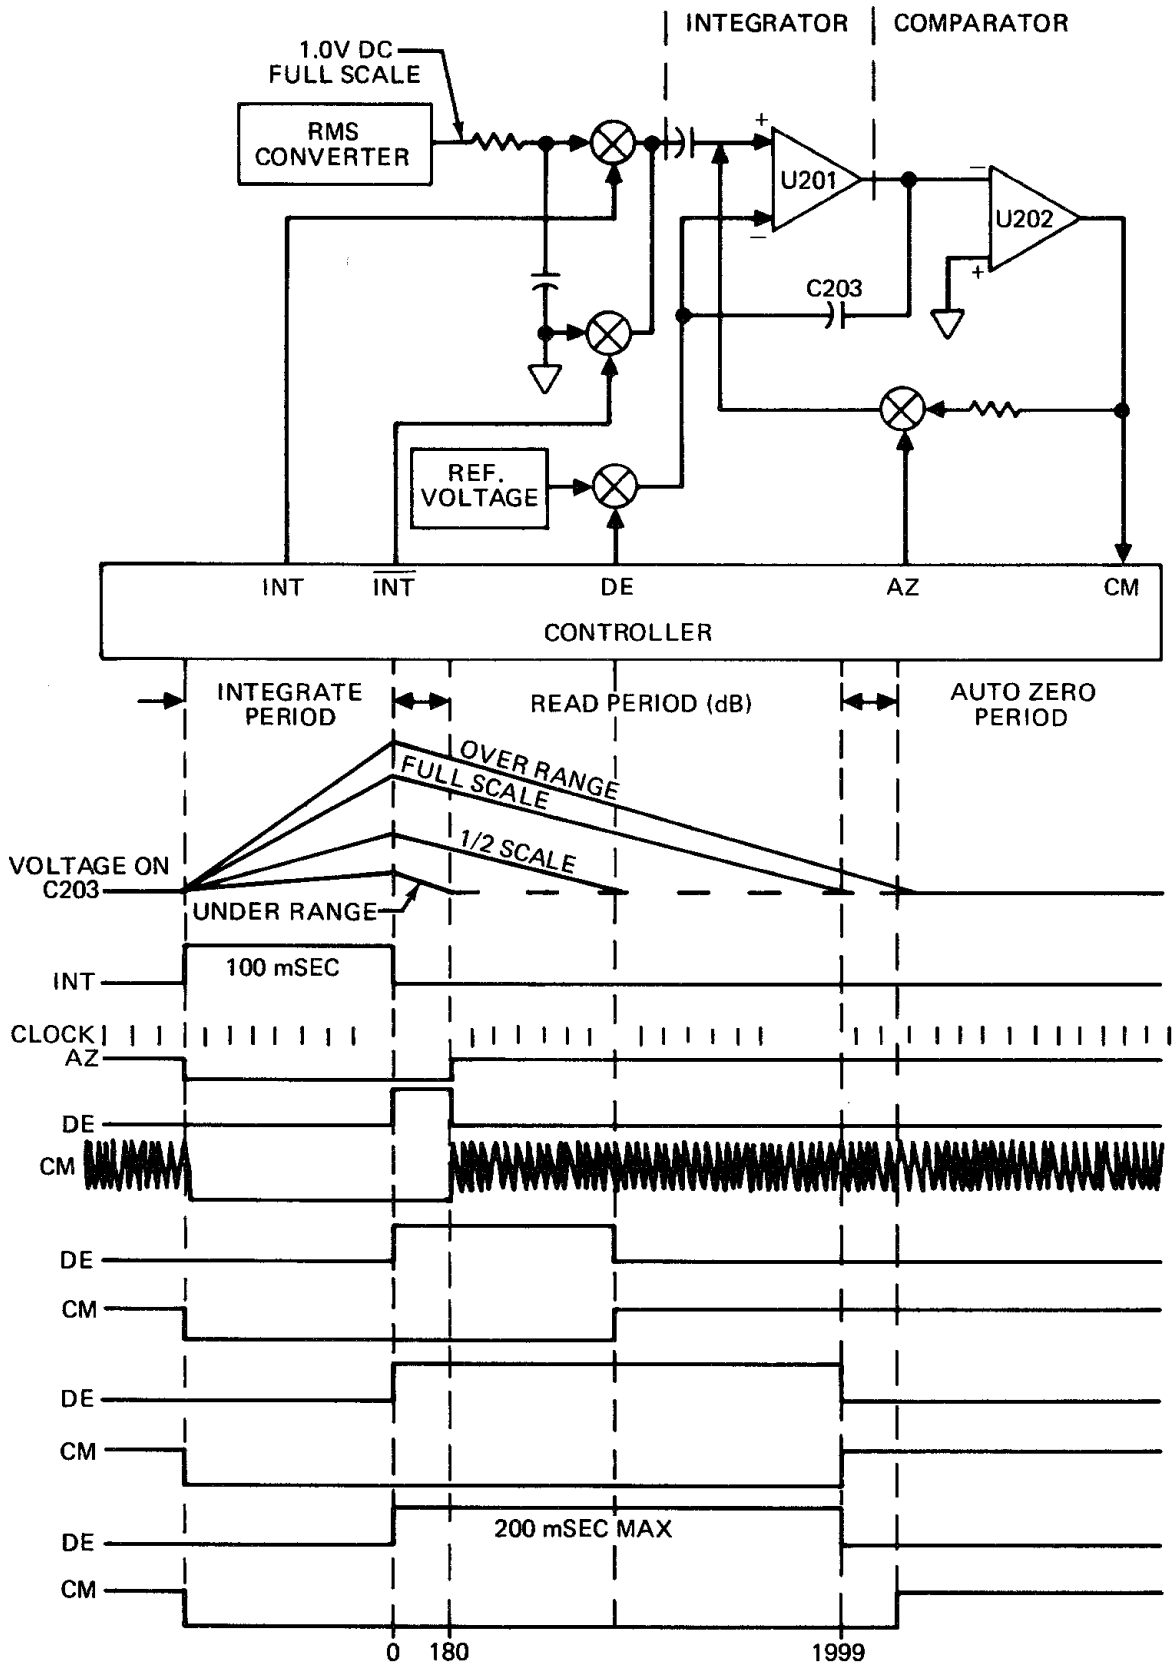 INTEGRATOR
COMPARATOR
1.0V DC
FULL SCALE
RMS
CONVERTER
+
−
U201
−
+
U202
C203
REF.
VOLTAGE
INT
INT
DE
AZ
CM
CONTROLLER
INTEGRATE
PERIOD
READ PERIOD (dB)
AUTO ZERO
PERIOD
OVER RANGE
FULL SCALE
1/2 SCALE
VOLTAGE ON
C203
UNDER RANGE
INT
100 mSEC
CLOCK
AZ
DE
CM
DE
CM
DE
CM
DE
200 mSEC MAX
CM
0
180
1999